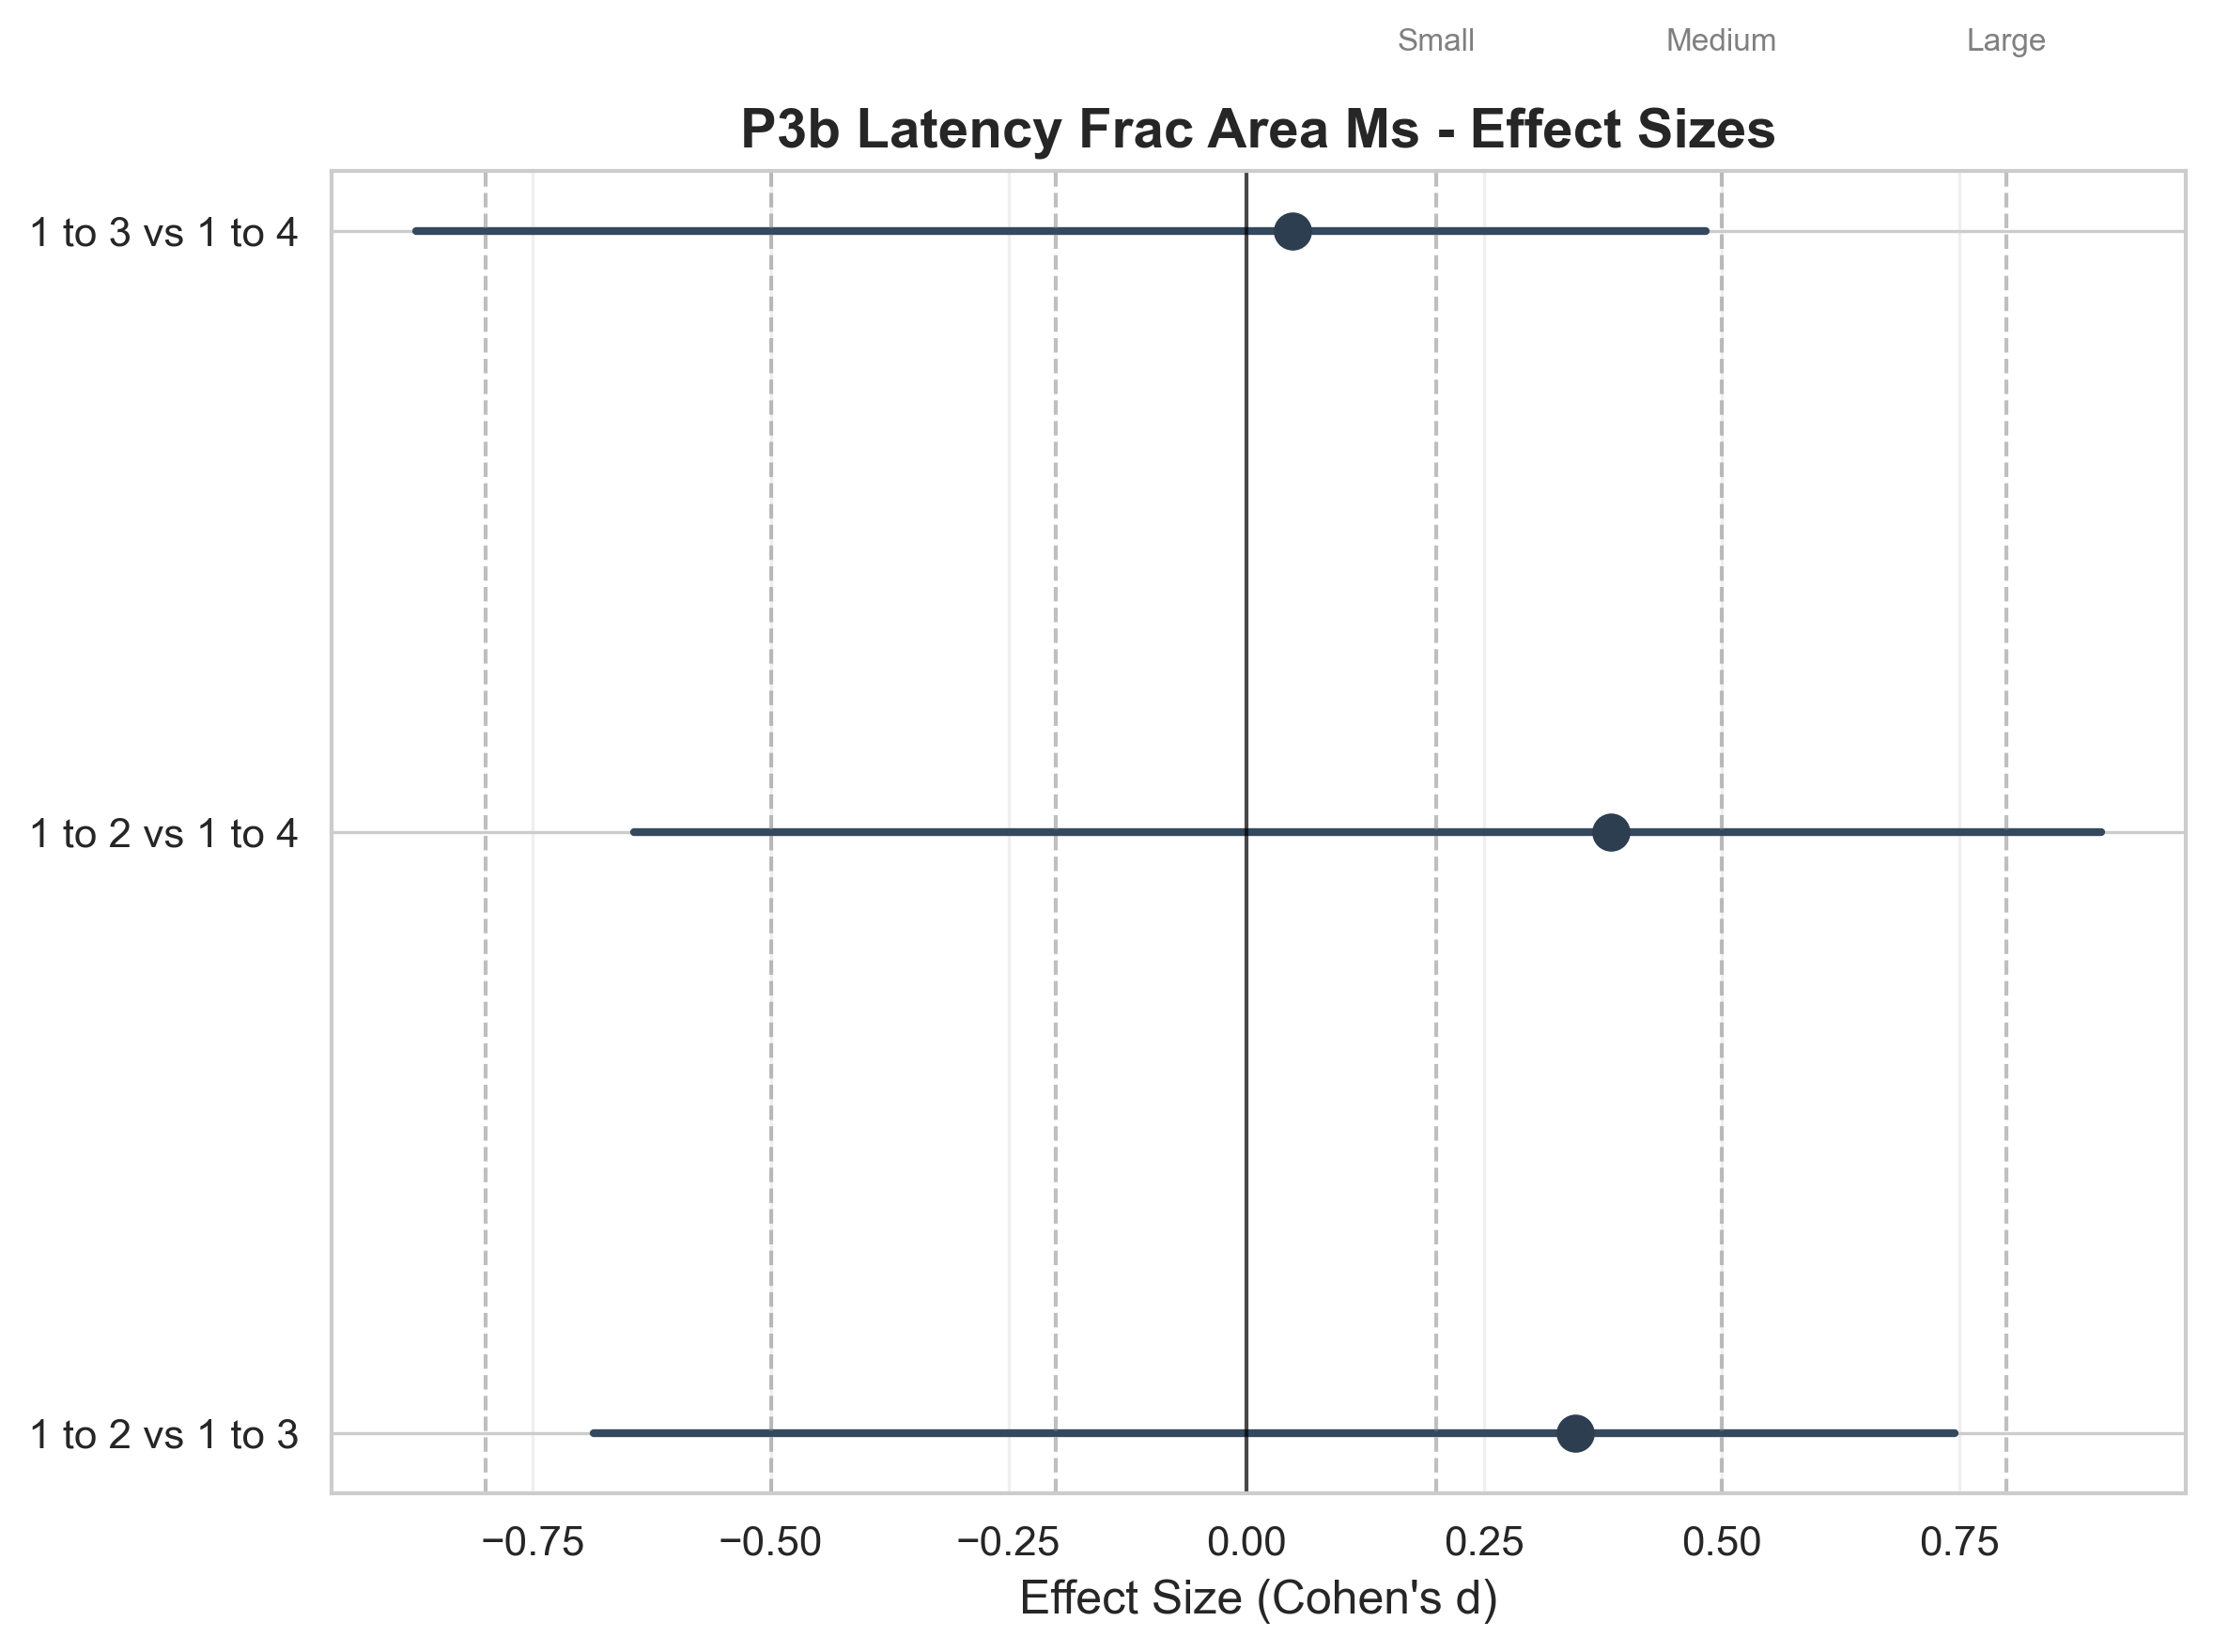 Small Medium Large
P3b Latency Frac Area Ms - Effect Sizes
1 to 3 vs 1 to 4
1 to 2 vs 1 to 4
1 to 2 vs 1 to 3
−0.75 −0.50 −0.25 0.00 0.25 0.50 0.75
Effect Size (Cohen's d)